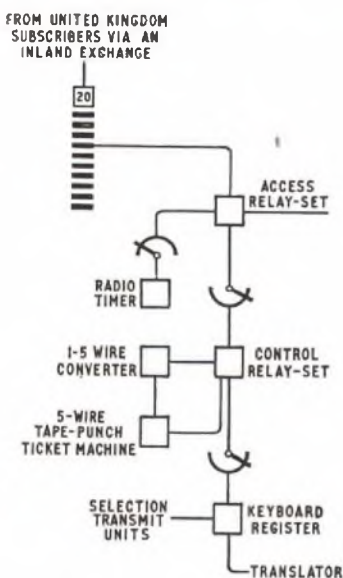 FROM UNITED KINGDOM
SUBSCRIBERS VIA AN
INLAND EXCHANGE
20
ACCESS
RELAY-SET
RADIO
TIMER
1-5 WIRE
CONVERTER
CONTROL
RELAY-SET
5-WIRE
TAPE-PUNCH
TICKET MACHINE
SELECTION
TRANSMIT
UNITS
KEYBOARD
REGISTER
TRANSLATOR